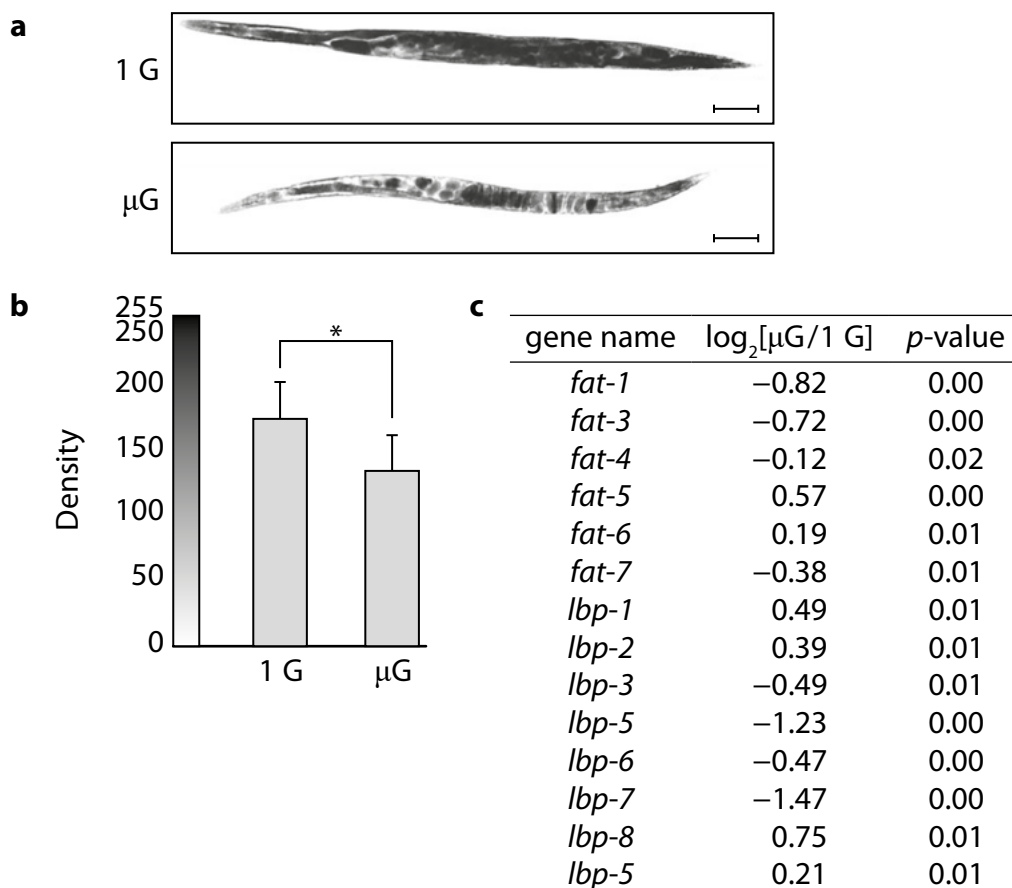 a
1 G
μG
b
255
250
200
150
100
50
0
Density
*
1 G
μG
c
gene name log₂[μG/1 G] p-value
fat-1 −0.82 0.00
fat-3 −0.72 0.00
fat-4 −0.12 0.02
fat-5 0.57 0.00
fat-6 0.19 0.01
fat-7 −0.38 0.01
lbp-1 0.49 0.01
lbp-2 0.39 0.01
lbp-3 −0.49 0.01
lbp-5 −1.23 0.00
lbp-6 −0.47 0.00
lbp-7 −1.47 0.00
lbp-8 0.75 0.01
lbp-5 0.21 0.01